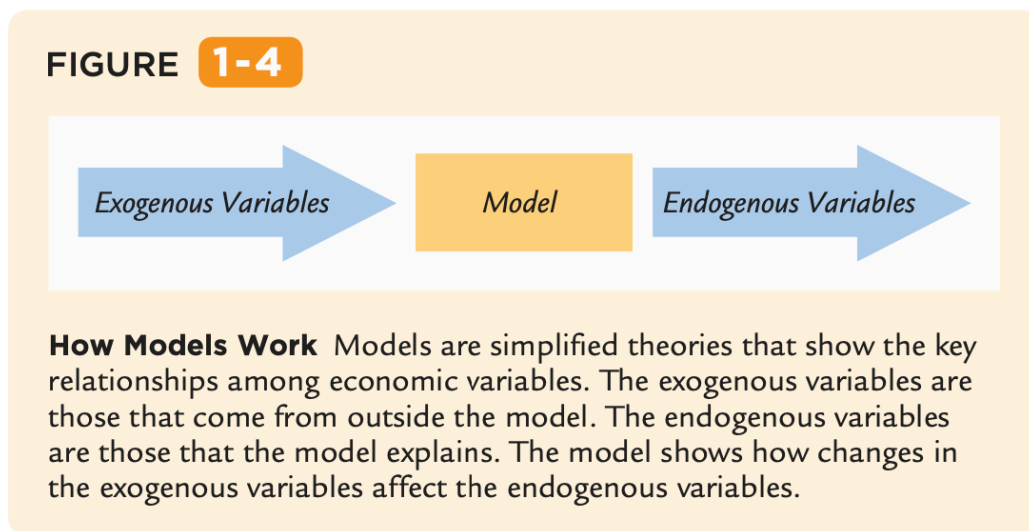 FIGURE 1-4
Exogenous Variables Model Endogenous Variables
How Models Work Models are simplified theories that show the key
relationships among economic variables. The exogenous variables are
those that come from outside the model. The endogenous variables
are those that the model explains. The model shows how changes in
the exogenous variables affect the endogenous variables.